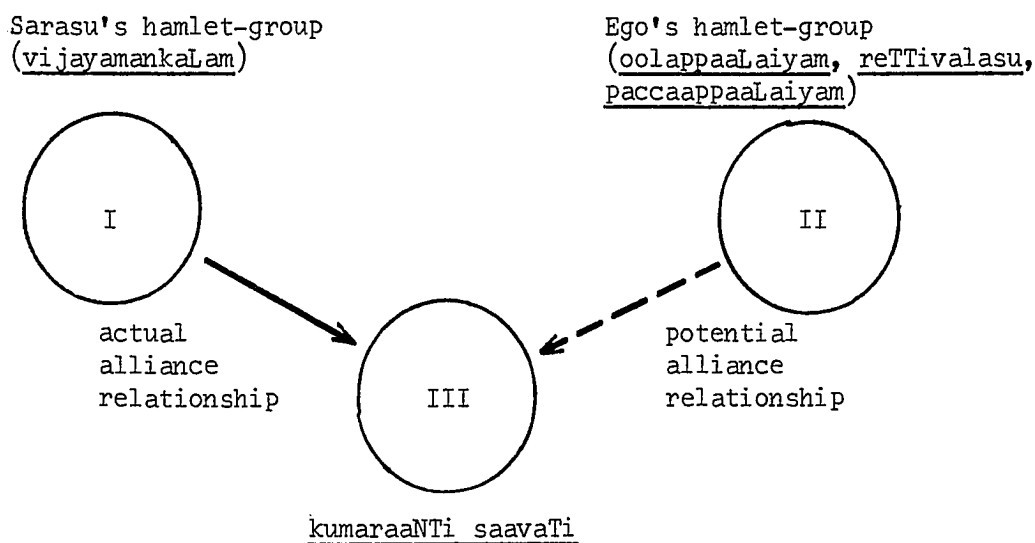 Sarasu's hamlet-group
(vijayamankaLam)
Ego's hamlet-group
(oolappaaLaiyam, reTTivalasu,
paccaappaaLaiyam)
I
II
actual
alliance
relationship
potential
alliance
relationship
III
kumaraaNTi saavaTi